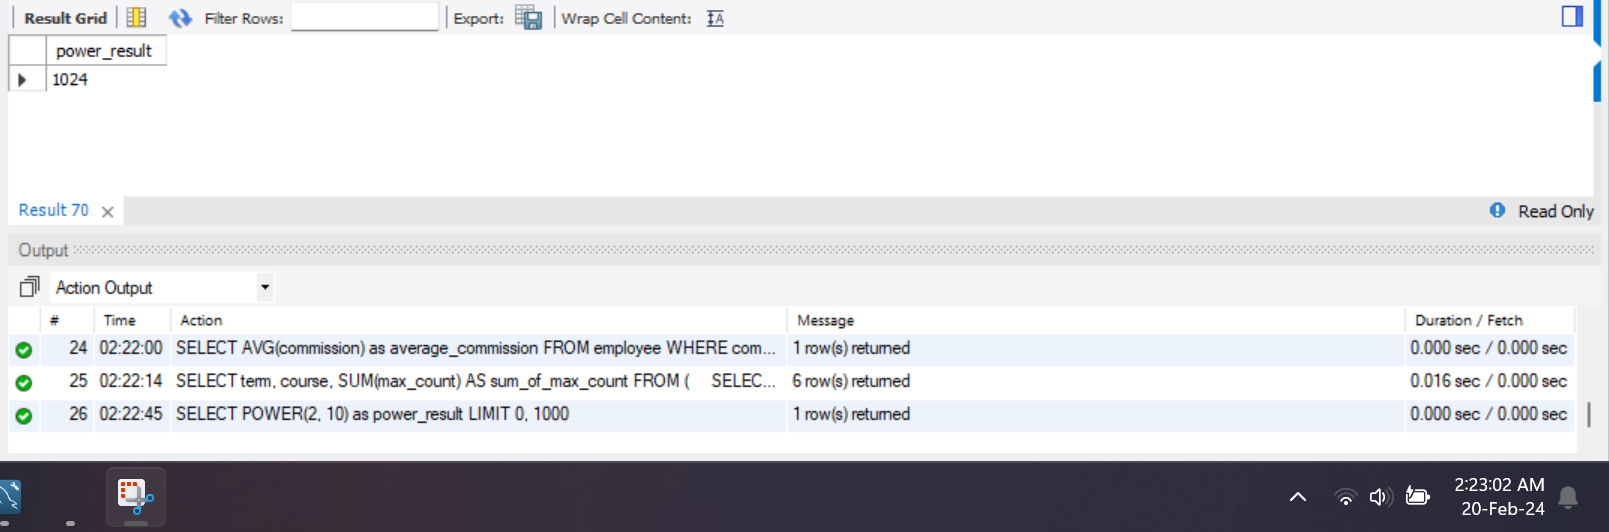 Result Grid Filter Rows: Export: Wrap Cell Content: IA
power_result
1024
Result 70 Read Only
Output
Action Output
# Time Action Message Duration / Fetch
24 02:22:00 SELECT AVG(commission) as average_commission FROM employee WHERE com... 1 row(s) returned 0.000 sec / 0.000 sec
25 02:22:14 SELECT term, course, SUM(max_count) AS sum_of_max_count FROM ( SELEC... 6 row(s) returned 0.016 sec / 0.000 sec
26 02:22:45 SELECT POWER(2, 10) as power_result LIMIT 0, 1000 1 row(s) returned 0.000 sec / 0.000 sec
2:23:02 AM
20-Feb-24